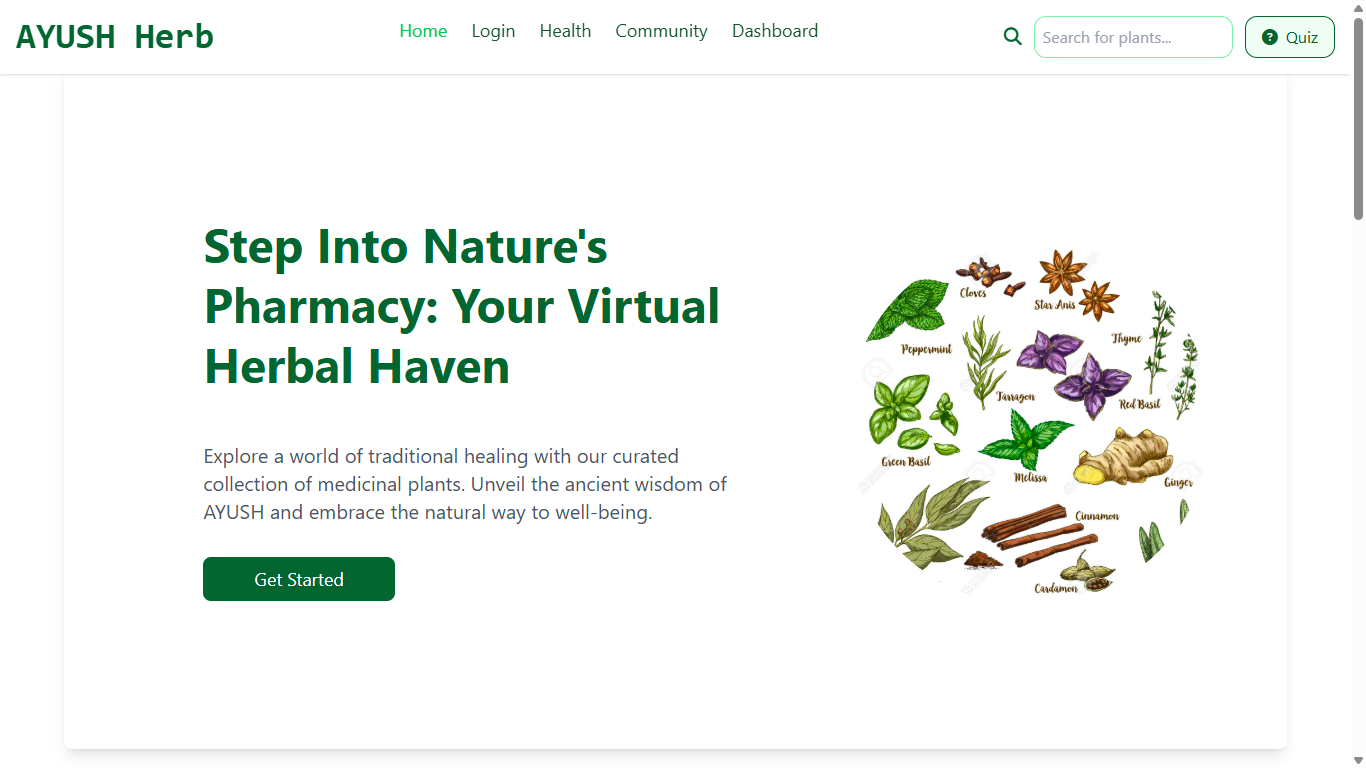 AYUSH Herb
Home
Login
Health
Community
Dashboard
Search for plants...
Quiz
Step Into Nature's
Pharmacy: Your Virtual
Herbal Haven
Explore a world of traditional healing with our curated
collection of medicinal plants. Unveil the ancient wisdom of
AYUSH and embrace the natural way to well-being.
Get Started
Cloves
Star Anis
Thyme
Peppermint
Tarragon
Red Basil
Green Basil
Melissa
Ginger
Cinnamon
Cardamon